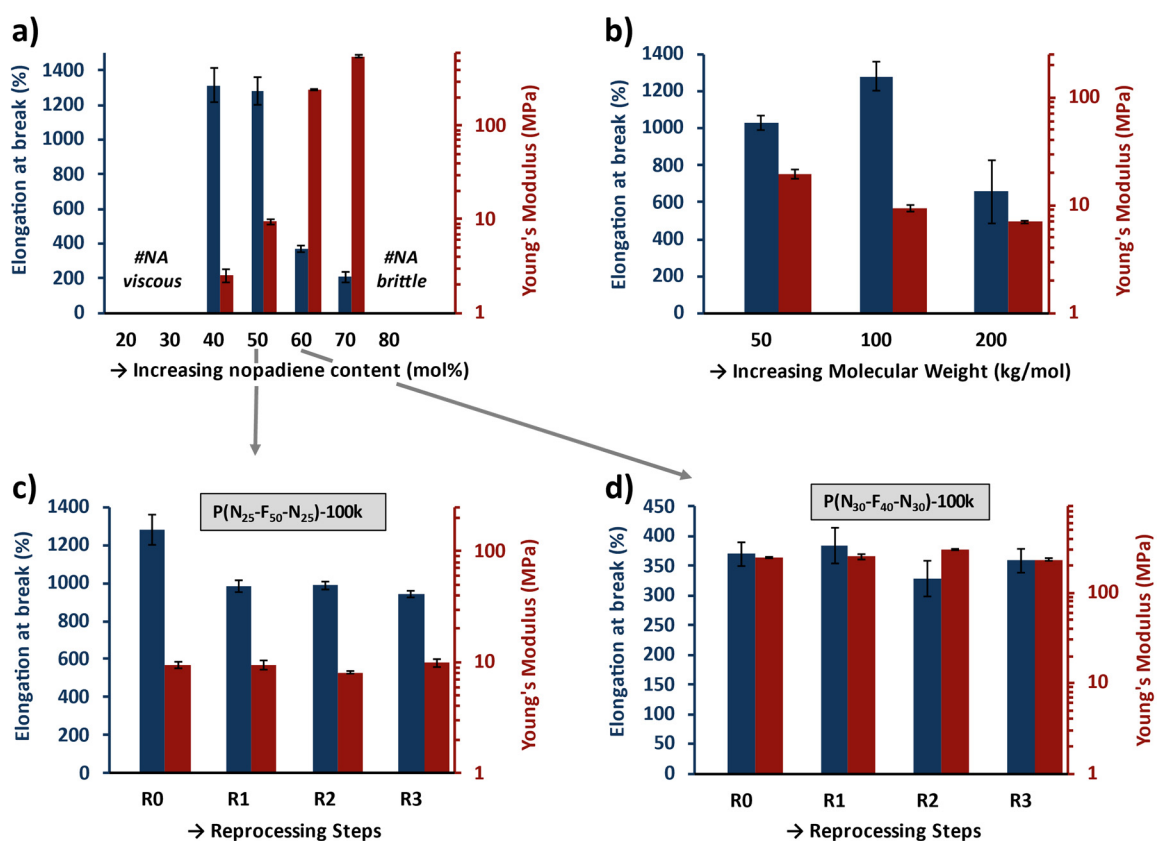 a)
1400
1200
1000
800
600
400
200
0
Elongation at break (%)
#NA
viscous
#NA
brittle
100
10
1
Young's Modulus (MPa)
20 30 40 50 60 70 80
→ Increasing nopadiene content (mol%)
b)
1400
1200
1000
800
600
400
200
0
Elongation at break (%)
100
10
1
Young's Modulus (MPa)
50 100 200
→ Increasing Molecular Weight (kg/mol)
c)
P(N₂₅-F₅₀-N₂₅)-100k
1400
1200
1000
800
600
400
200
0
Elongation at break (%)
100
10
1
Young's Modulus (MPa)
R0 R1 R2 R3
→ Reprocessing Steps
d)
P(N₃₀-F₄₀-N₃₀)-100k
450
400
350
300
250
200
150
100
50
0
Elongation at break (%)
100
10
1
Young's Modulus (MPa)
R0 R1 R2 R3
→ Reprocessing Steps